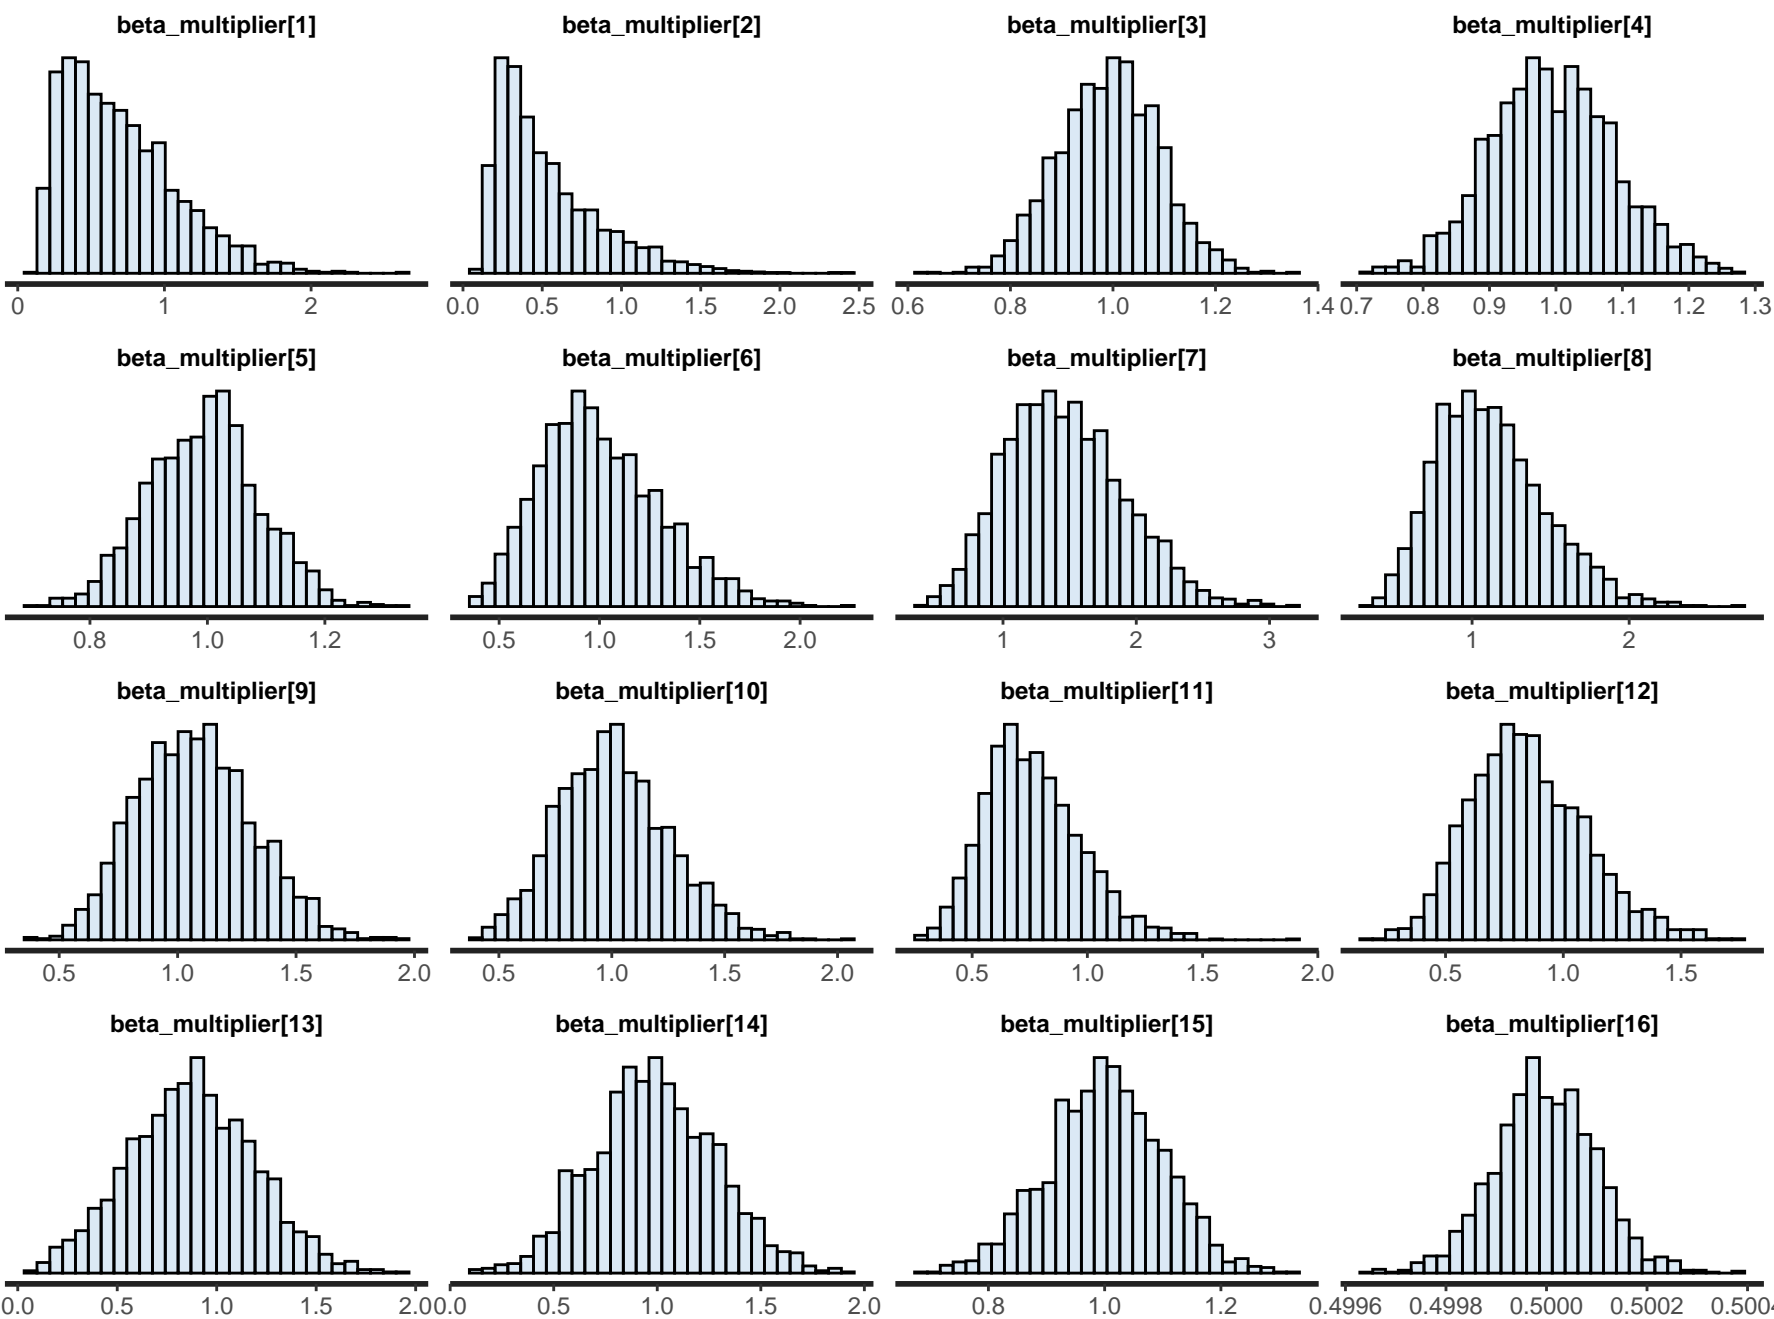 beta_multiplier[1] beta_multiplier[2] beta_multiplier[3] beta_multiplier[4]
0 1 2 0.0 0.5 1.0 1.5 2.0 2.5 0.6 0.8 1.0 1.2 1.4 0.7 0.8 0.9 1.0 1.1 1.2 1.3
beta_multiplier[5] beta_multiplier[6] beta_multiplier[7] beta_multiplier[8]
0.8 1.0 1.2 0.5 1.0 1.5 2.0 1 2 3 1 2
beta_multiplier[9] beta_multiplier[10] beta_multiplier[11] beta_multiplier[12]
0.5 1.0 1.5 2.0 0.5 1.0 1.5 2.0 0.5 1.0 1.5 2.0 0.5 1.0 1.5
beta_multiplier[13] beta_multiplier[14] beta_multiplier[15] beta_multiplier[16]
0.0 0.5 1.0 1.5 2.0 0.0 0.5 1.0 1.5 2.0 0.8 1.0 1.2 0.4996 0.4998 0.5000 0.5002 0.5004